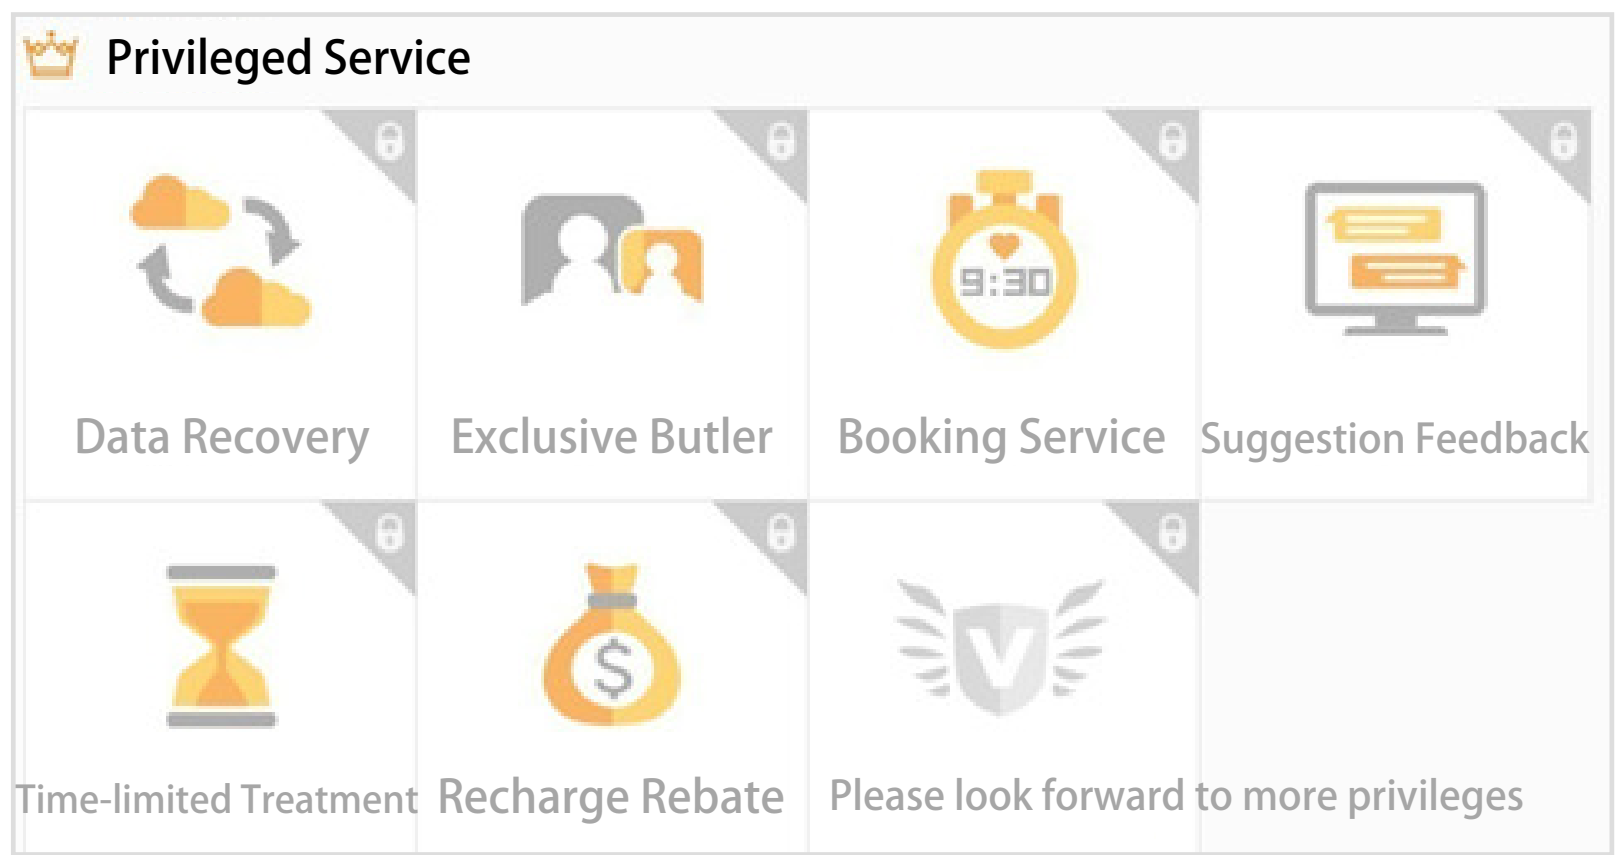 Privileged Service
9:30
Data Recovery
Exclusive Butler
Booking Service
Suggestion Feedback
$
V
Time-limited Treatment
Recharge Rebate
Please look forward to more privileges